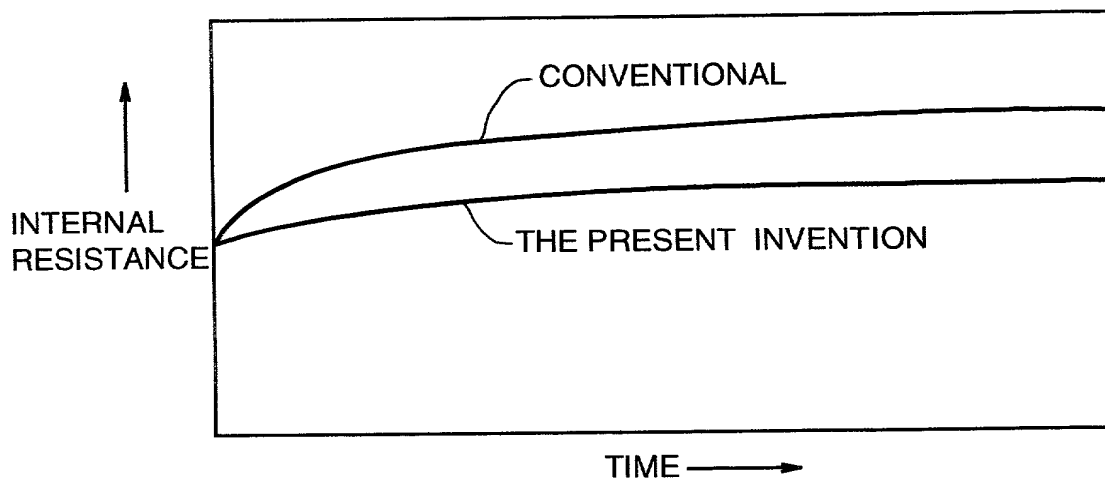 CONVENTIONAL
INTERNAL
RESISTANCE
THE PRESENT INVENTION
TIME